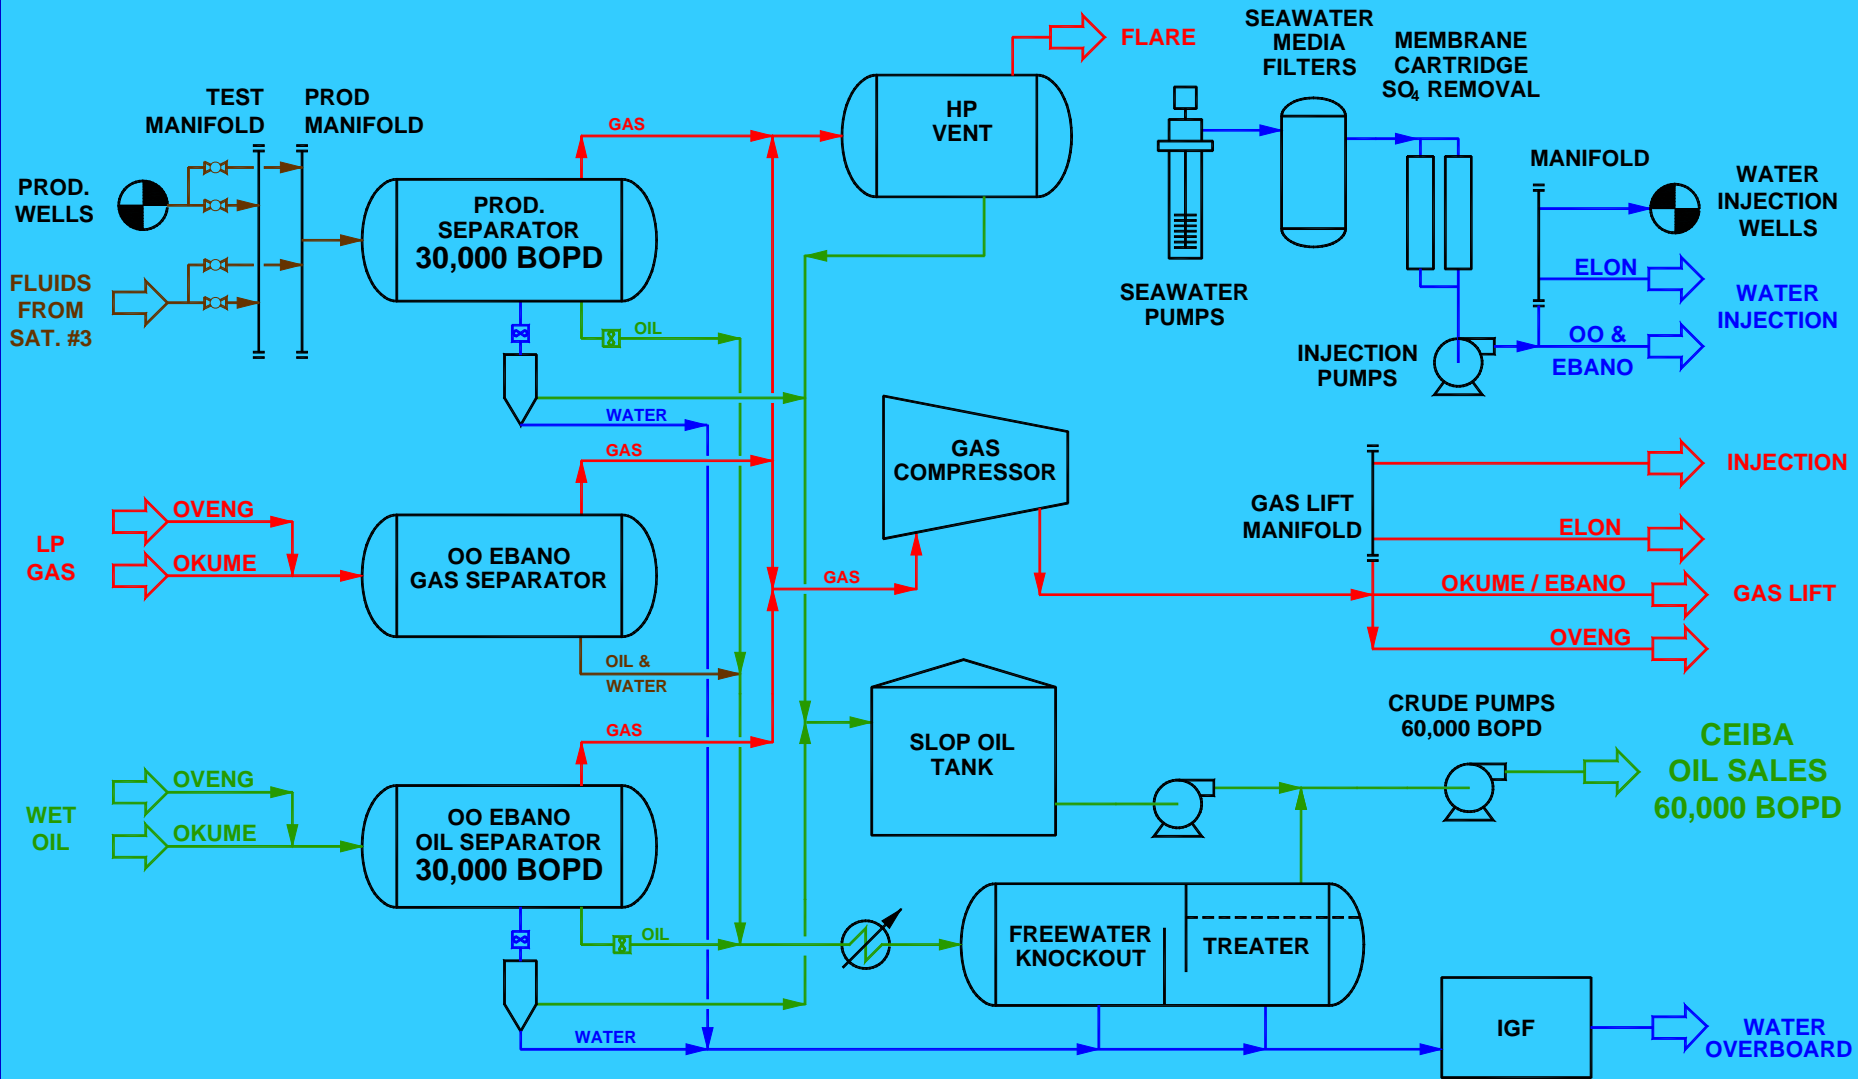 TEST
MANIFOLD
PROD
MANIFOLD
PROD.
WELLS
FLUIDS
FROM
SAT. #3
PROD.
SEPARATOR
30,000 BOPD
GAS
OIL
WATER
HP
VENT
FLARE
SEAWATER
MEDIA
FILTERS
MEMBRANE
CARTRIDGE
SO4 REMOVAL
SEAWATER
PUMPS
MANIFOLD
WATER
INJECTION
WELLS
ELON
WATER
INJECTION
OO &
EBANO
INJECTION
PUMPS
LP
GAS
OVENG
OKUME
OO EBANO
GAS SEPARATOR
GAS
OIL &
WATER
GAS
COMPRESSOR
GAS
GAS LIFT
MANIFOLD
INJECTION
ELON
OKUME / EBANO
GAS LIFT
OVENG
WET
OIL
OVENG
OKUME
OO EBANO
OIL SEPARATOR
30,000 BOPD
GAS
OIL
WATER
SLOP OIL
TANK
CRUDE PUMPS
60,000 BOPD
CEIBA
OIL SALES
60,000 BOPD
FREEWATER
KNOCKOUT
TREATER
IGF
WATER
OVERBOARD